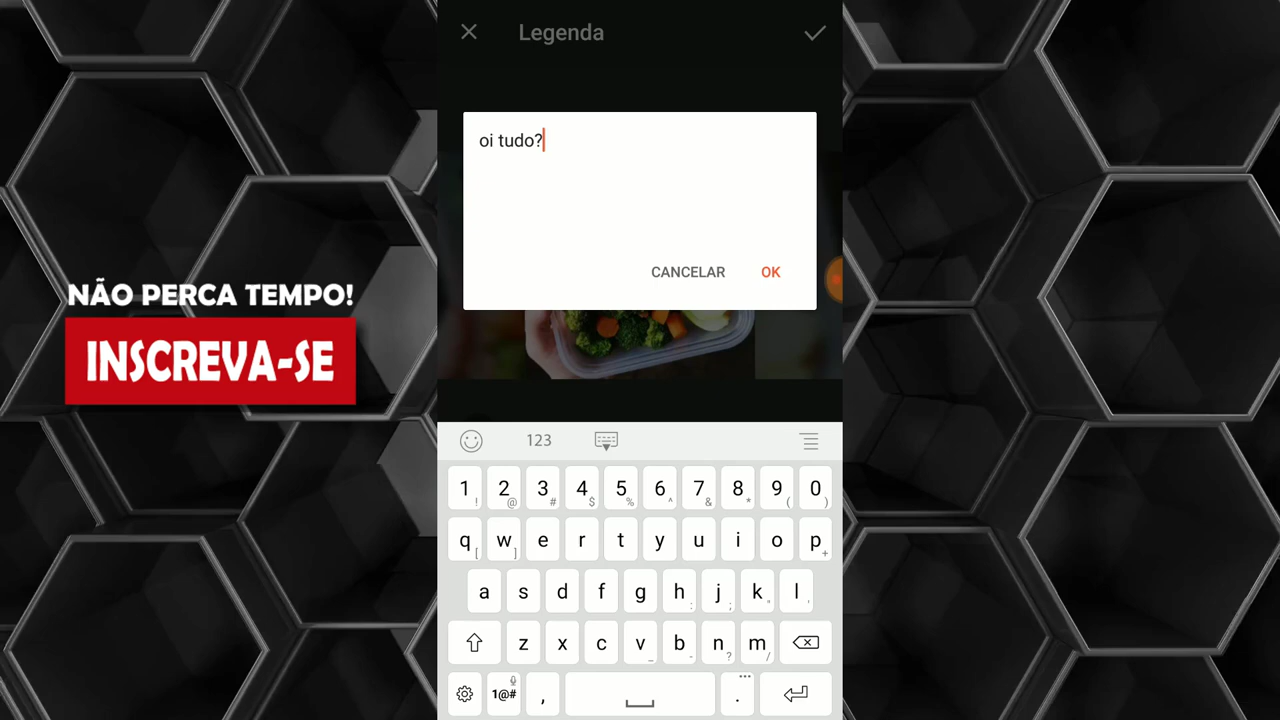 Legenda
oi tudo?
CANCELAR OK
NÃO PERCA TEMPO!
INSCREVA-SE
123
1 ! 2 @ 3 # 4 $ 5 % 6 ^ 7 & 8 * 9 ( 0 )
q [ w ] e r t y u i o p +
a s d f g h : j ; k " l '
z x c v _ b - n ? m /
1@# , . ...